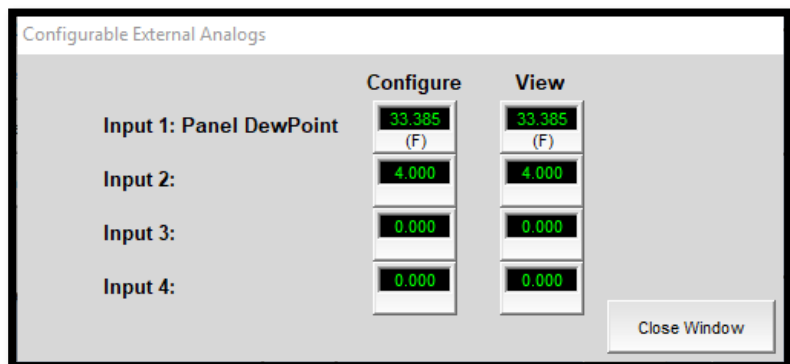 Configurable External Analogs
Configure View
Input 1: Panel DewPoint 33.385 33.385
(F) (F)
Input 2: 4.000 4.000
Input 3: 0.000 0.000
Input 4: 0.000 0.000
Close Window